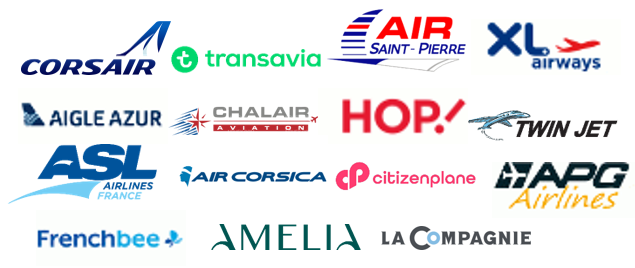 CORSAIR
transavia
AIR
SAINT-PIERRE
XL
airways
AIGLE AZUR
CHALAIR
AVIATION
HOP!
TWIN JET
ASL
AIRLINES
FRANCE
AIR CORSICA
citizenplane
APG
Airlines
Frenchbee
AMELIA
LA COMPAGNIE